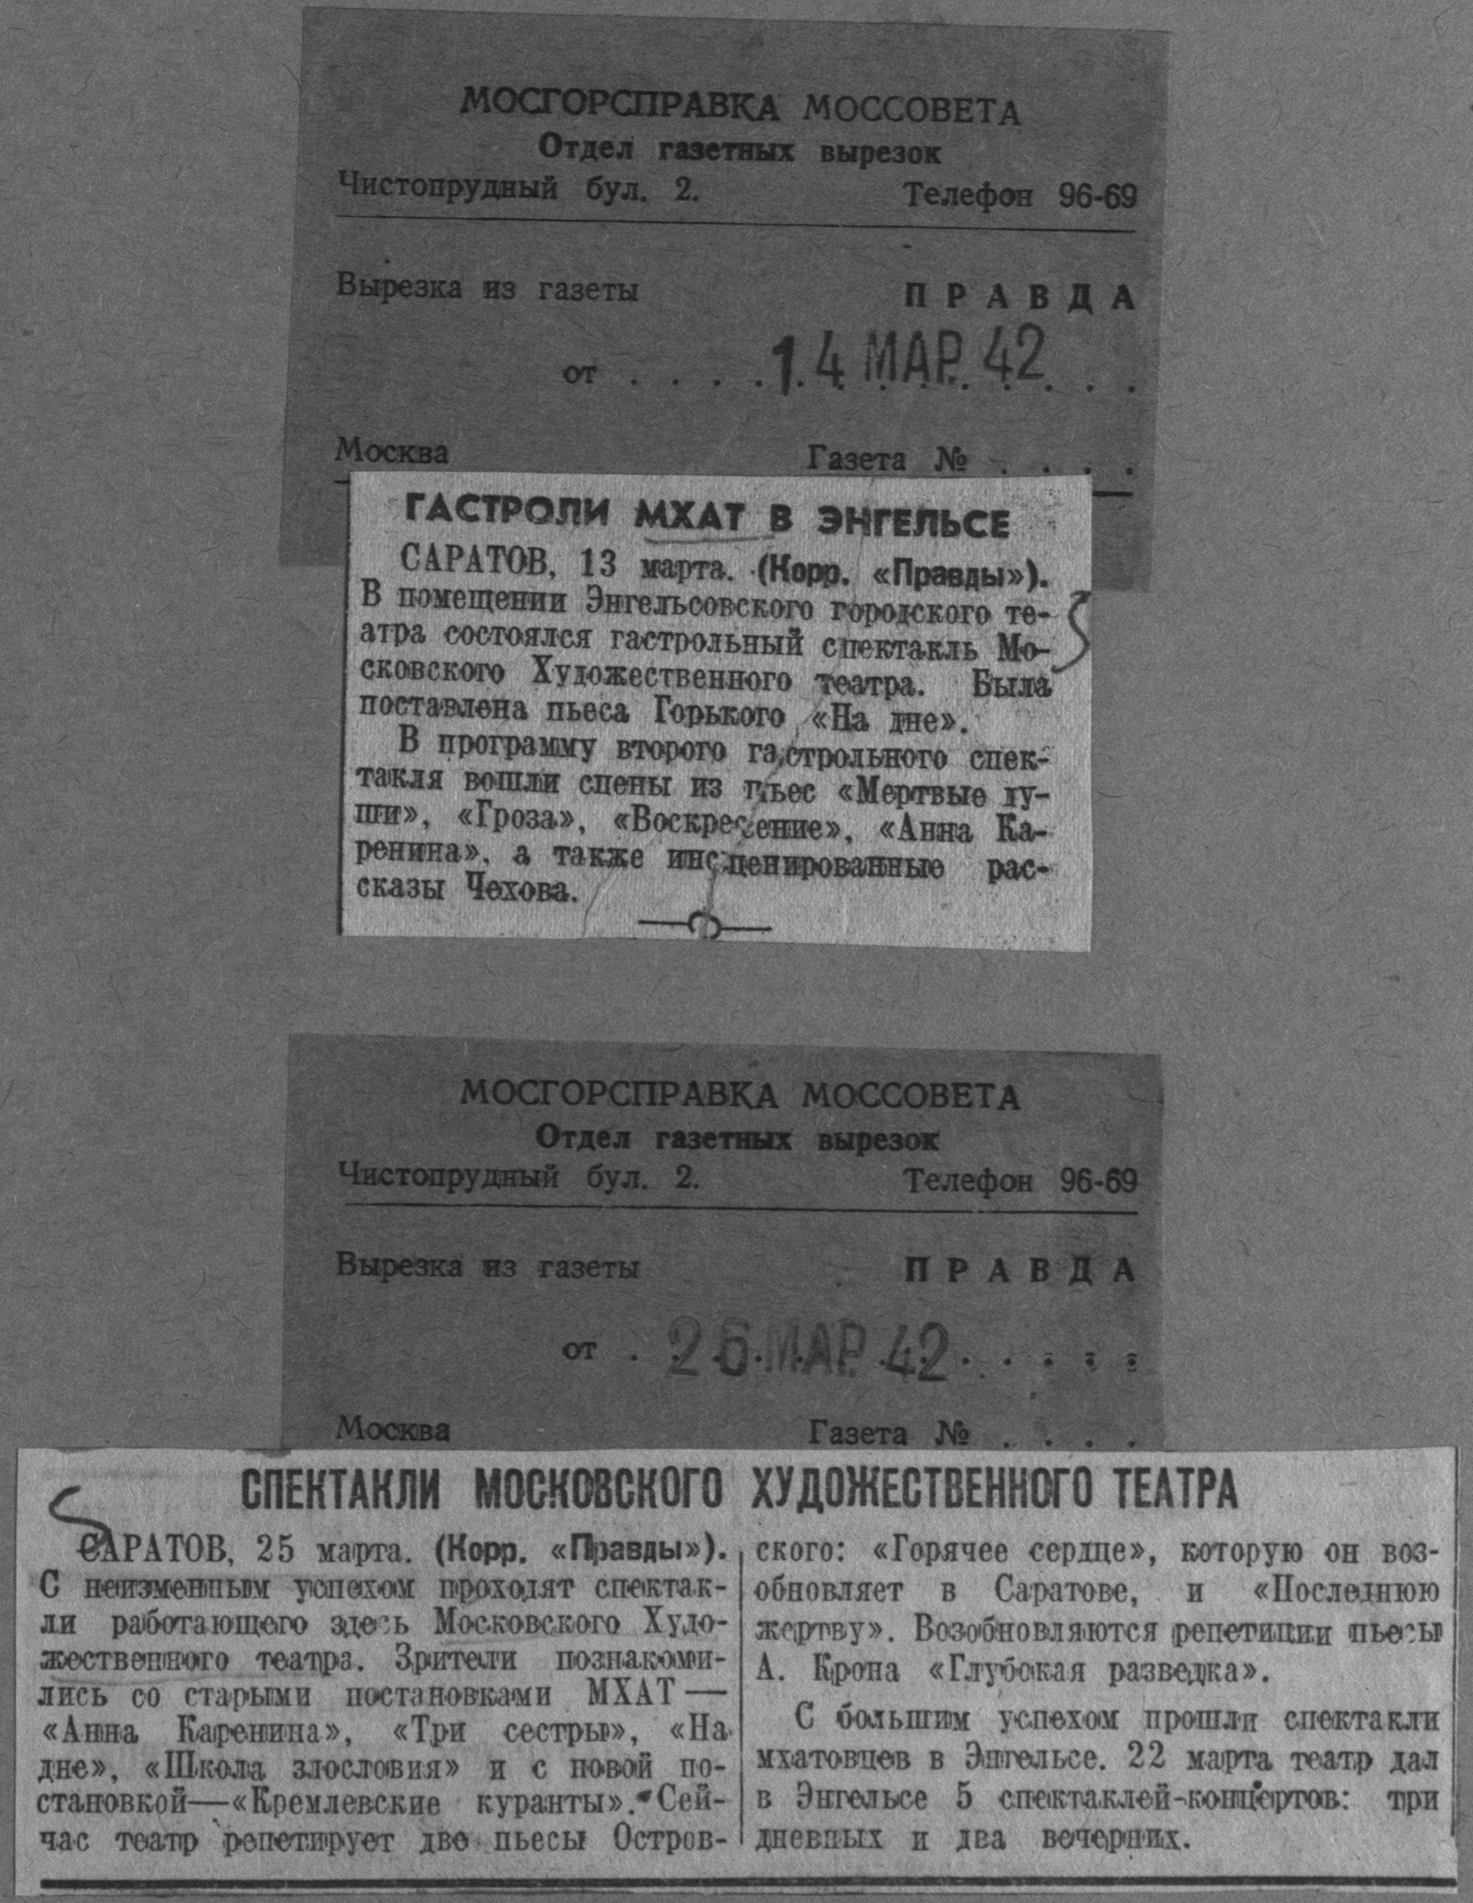 МОСГОРСПРАВКА МОССОВЕТА
Отдел газетных вырезок
Чистопрудный бул. 2. Телефон 96-69
Вырезка из газеты ПРАВДА
от . . . . 14 МАР. 42 . . .
Москва Газета № . . . .
ГАСТРОЛИ МХАТ В ЭНГЕЛЬСЕ
САРАТОВ, 13 марта. (Корр. «Правды»).
В помещении Энгельсовского городского те-
атра состоялся гастрольный спектакль Мо-
сковского Художественного театра. Была
поставлена пьеса Горького «На дне».
В программу второго гастрольного спек-
такля вошли сцены из пьес «Мертвые ду-
ши», «Гроза», «Воскресение», «Анна Ка-
ренина», а также инсценированные рас-
сказы Чехова.
МОСГОРСПРАВКА МОССОВЕТА
Отдел газетных вырезок
Чистопрудный бул. 2. Телефон 96-69
Вырезка из газеты ПРАВДА
от . 26 МАР. 42 . . . . .
Москва Газета № . . . .
СПЕКТАКЛИ МОСКОВСКОГО ХУДОЖЕСТВЕННОГО ТЕАТРА
САРАТОВ, 25 марта. (Корр. «Правды»).
С неизменным успехом проходят спектак-
ли работающего здесь Московского Худо-
жественного театра. Зрители познакоми-
лись со старыми постановками МХАТ —
«Анна Каренина», «Три сестры», «На
дне», «Школа злословия» и с новой по-
становкой—«Кремлевские куранты». Сей-
час театр репетирует две пьесы Остров-
ского: «Горячее сердце», которую он воз-
обновляет в Саратове, и «Последнюю
жертву». Возобновляются репетиции пьесы
А. Крона «Глубокая разведка».
С большим успехом прошли спектакли
мхатовцев в Энгельсе. 22 марта театр дал
в Энгельсе 5 спектаклей-концертов: три
дневных и два вечерних.